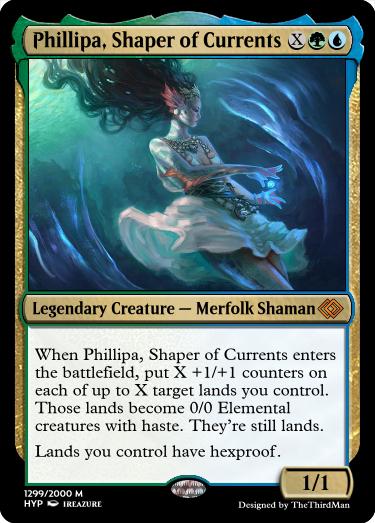 Phillipa, Shaper of Currents X
Legendary Creature — Merfolk Shaman
When Phillipa, Shaper of Currents enters
the battlefield, put X +1/+1 counters on
each of up to X target lands you control.
Those lands become 0/0 Elemental
creatures with haste. They're still lands.
Lands you control have hexproof.
1/1
1299/2000 M
HYP IREAZURE
Designed by TheThirdMan